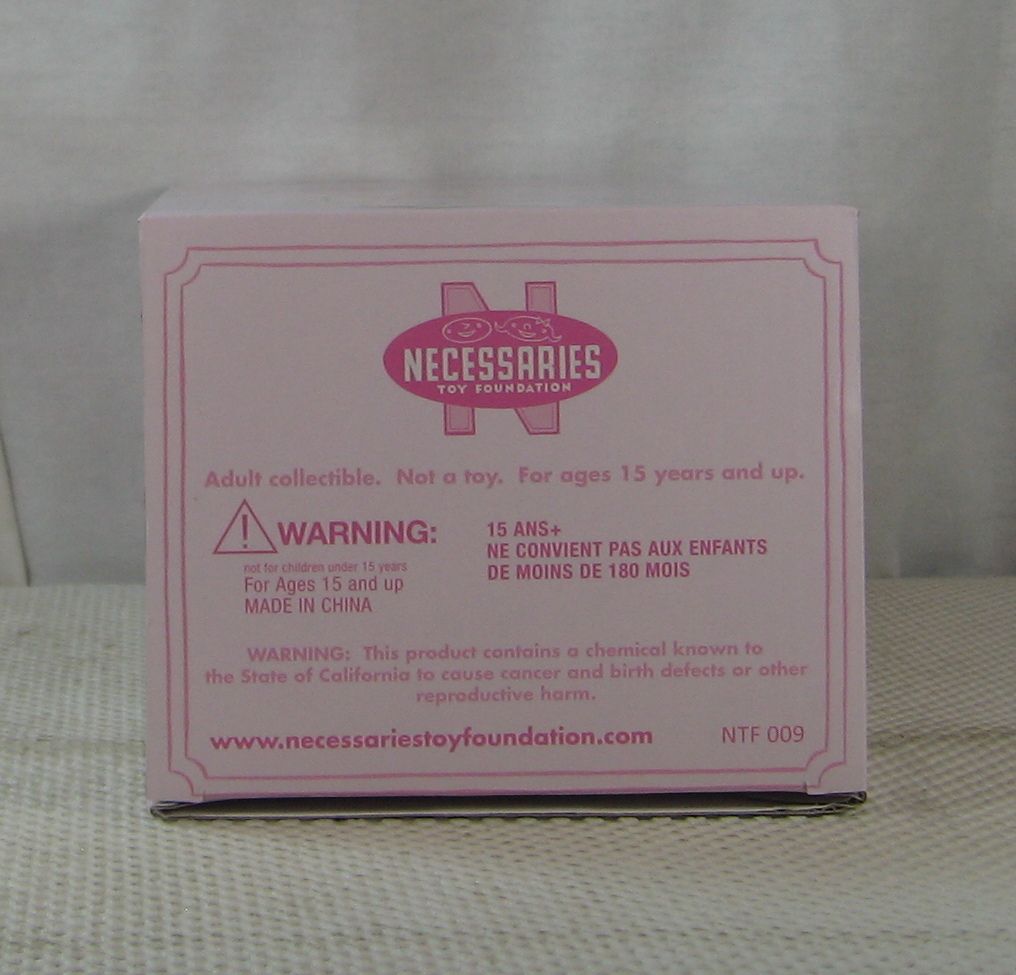 NECESSARIES
TOY FOUNDATION
Adult collectible. Not a toy. For ages 15 years and up.
WARNING:
not for children under 15 years
For Ages 15 and up
MADE IN CHINA
15 ANS+
NE CONVIENT PAS AUX ENFANTS
DE MOINS DE 180 MOIS
WARNING: This product contains a chemical known to
the State of California to cause cancer and birth defects or other
reproductive harm.
www.necessariestoyfoundation.com
NTF 009